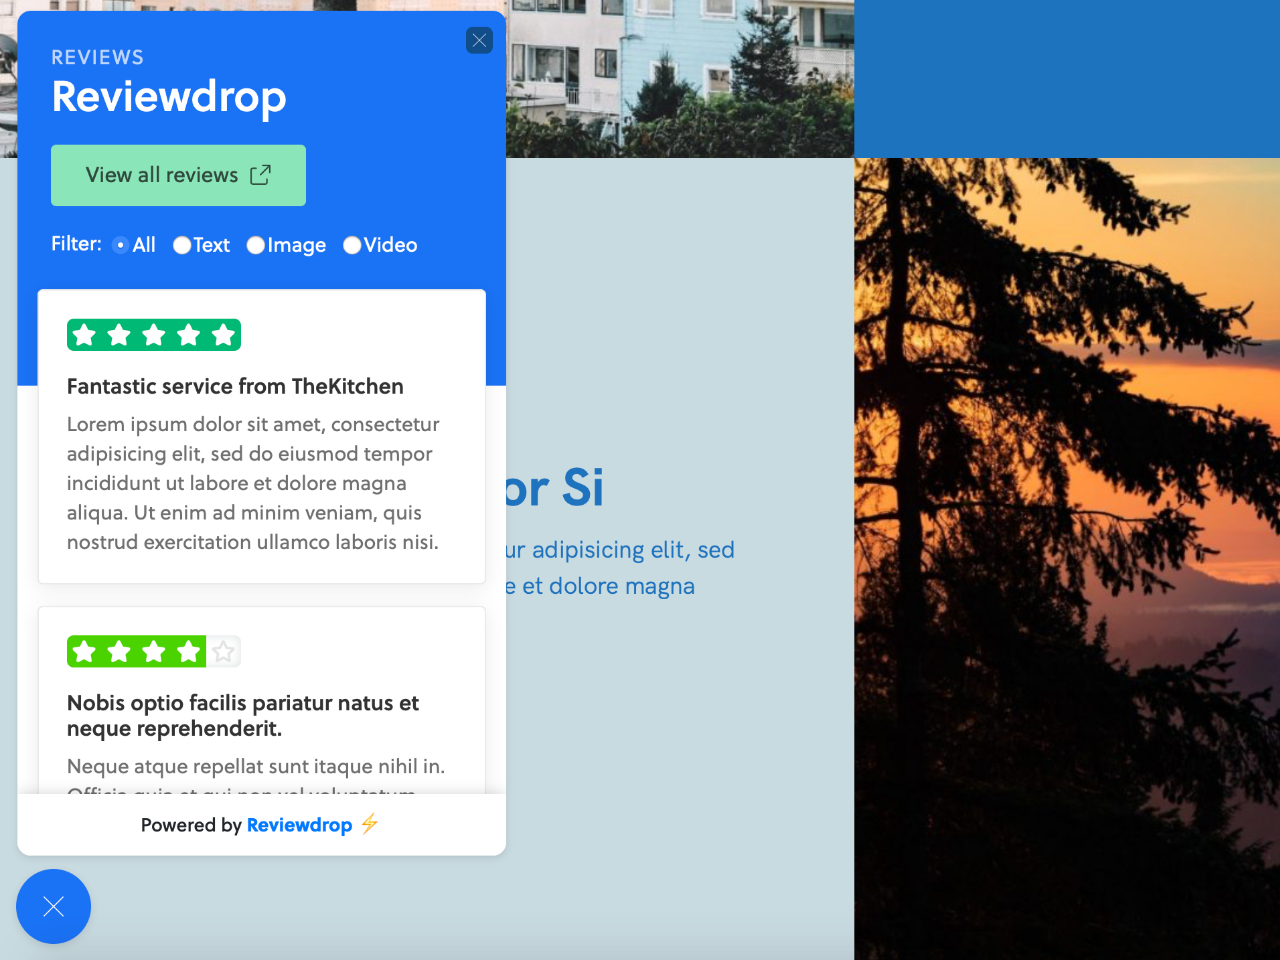 REVIEWS
Reviewdrop
View all reviews
Filter: All Text Image Video
Fantastic service from TheKitchen
Lorem ipsum dolor sit amet, consectetur
adipisicing elit, sed do eiusmod tempor
incididunt ut labore et dolore magna
aliqua. Ut enim ad minim veniam, quis
nostrud exercitation ullamco laboris nisi.
Nobis optio facilis pariatur natus et
neque reprehenderit.
Neque atque repellat sunt itaque nihil in.
Powered by Reviewdrop ⚡
or Si
ur adipisicing elit, sed
e et dolore magna